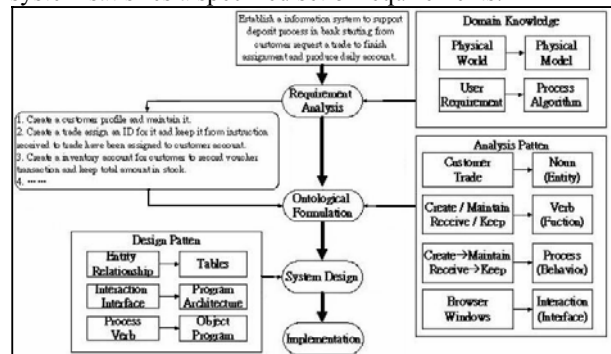 Establish a information system to support
deposit process in bank starting from
customer request a trade to finish
assignment and produce daily account.
Domain Knowledge
Physical
World
Physical
Model
User
Requirement
Process
Algorithm
Requirement
Analysis
1. Create a customer profile and maintain it.
2. Create a trade assign an ID for it and keep it from instruction
received to trade have been assigned to customer account.
3. Create a inventory account for customer to record voucher
transaction and keep total amount in stock.
4. ······
Analysis Patten
Customer
Trade
Noun
(Entity)
Create / Maintain
Receive / Keep
Verb
(Fuction)
Create→Maintain
Receive→Keep
Process
(Behavior)
Browser
Windows
Interaction
(Interface)
Ontological
Formulation
Design Patten
Entity
Relationship
Tables
Interaction
Interface
Program
Architecture
Process
Verb
Object
Program
System Design
Implementation